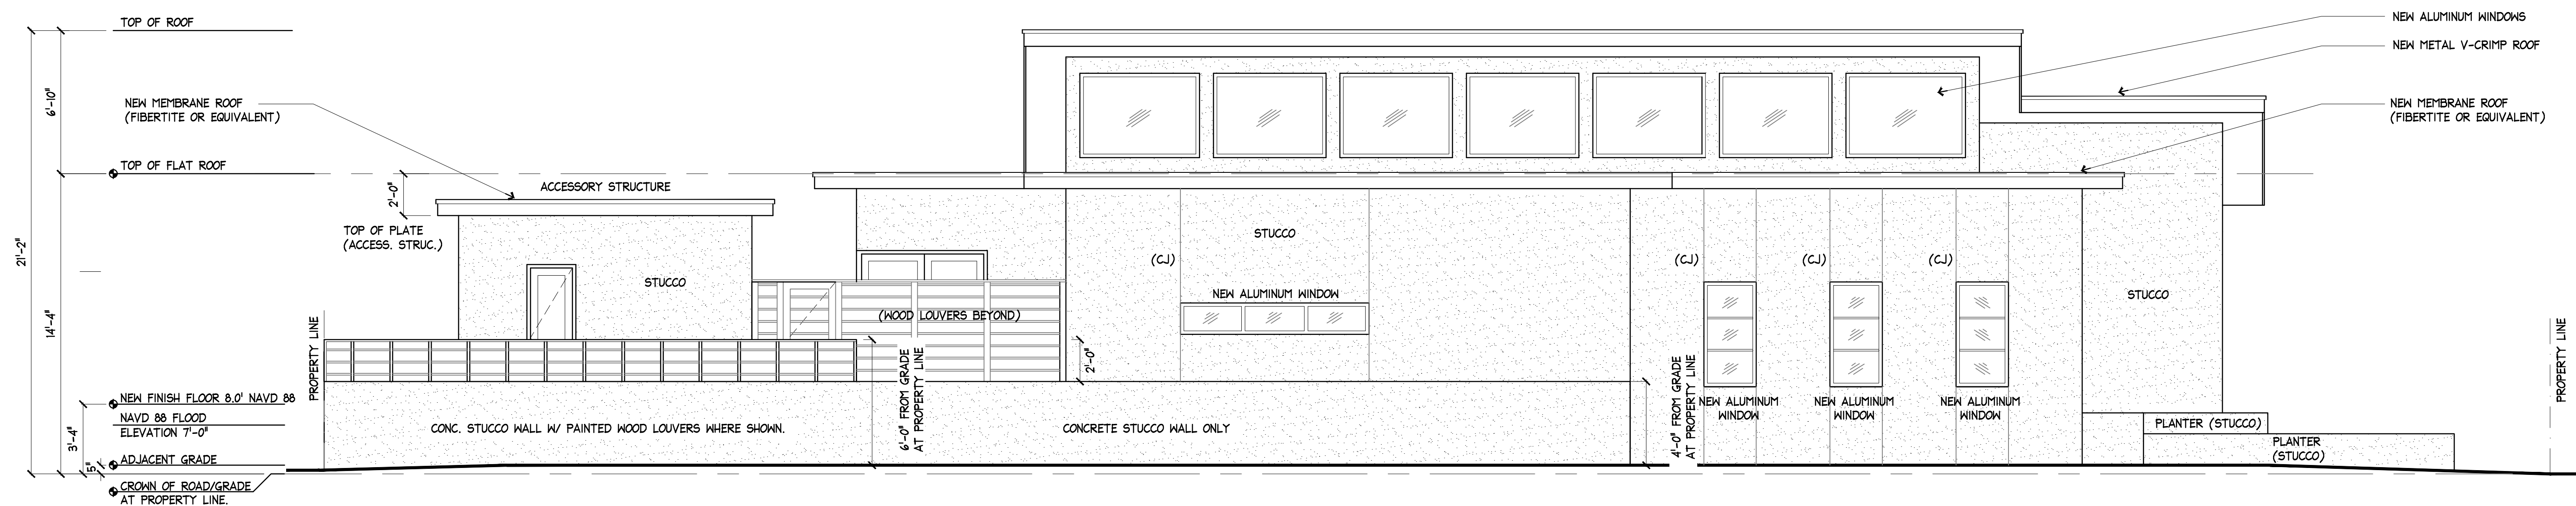 TOP OF ROOF
21'-2"
6'-10"
14'-4"
3'-4"
5"
NEW MEMBRANE ROOF
(FIBERTITE OR EQUIVALENT)
TOP OF FLAT ROOF
2'-0"
ACCESSORY STRUCTURE
TOP OF PLATE
(ACCESS. STRUC.)
STUCCO
PROPERTY LINE
NEW FINISH FLOOR 8.0' NAVD 88
NAVD 88 FLOOD
ELEVATION 7'-0"
ADJACENT GRADE
CROWN OF ROAD/GRADE
AT PROPERTY LINE.
CONC. STUCCO WALL W/ PAINTED WOOD LOUVERS WHERE SHOWN.
(WOOD LOUVERS BEYOND)
6'-0" FROM GRADE
AT PROPERTY LINE
2'-0"
CONCRETE STUCCO WALL ONLY
STUCCO
(CJ)
NEW ALUMINUM WINDOW
4'-0" FROM GRADE
AT PROPERTY LINE
(CJ)
(CJ)
(CJ)
NEW ALUMINUM
WINDOW
NEW ALUMINUM
WINDOW
NEW ALUMINUM
WINDOW
STUCCO
PLANTER (STUCCO)
PLANTER
(STUCCO)
NEW ALUMINUM WINDOWS
NEW METAL V-CRIMP ROOF
NEW MEMBRANE ROOF
(FIBERTITE OR EQUIVALENT)
PROPERTY LINE